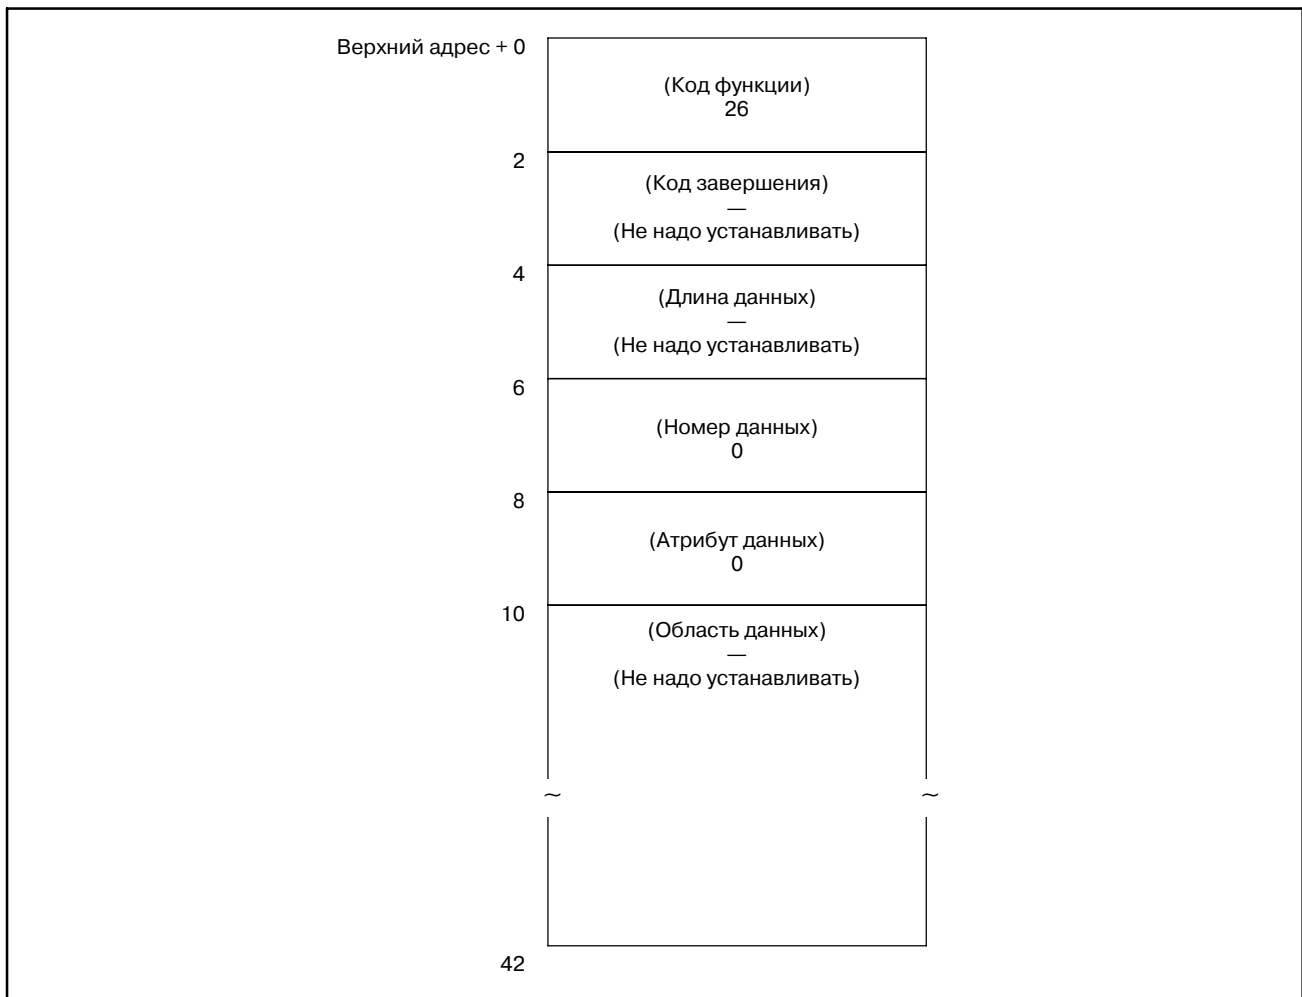 Верхний адрес + 0
(Код функции)
26
2
(Код завершения)
—
(Не надо устанавливать)
4
(Длина данных)
—
(Не надо устанавливать)
6
(Номер данных)
0
8
(Атрибут данных)
0
10
(Область данных)
—
(Не надо устанавливать)
~ ~
42